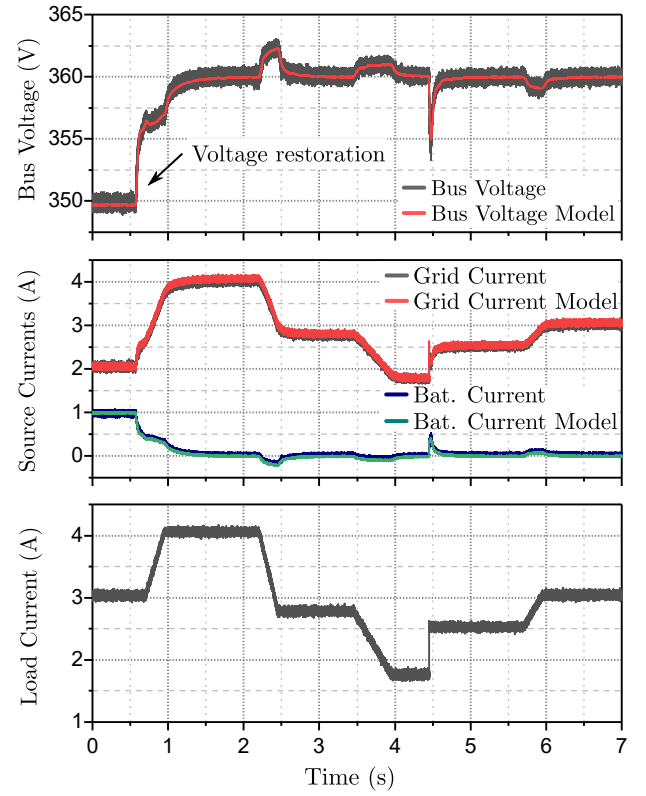 365
360
355
350
Bus Voltage (V)
Voltage restoration
Bus Voltage
Bus Voltage Model
4
3
2
1
0
Source Currents (A)
Grid Current
Grid Current Model
Bat. Current
Bat. Current Model
4
3
2
1
Load Current (A)
0 1 2 3 4 5 6 7
Time (s)